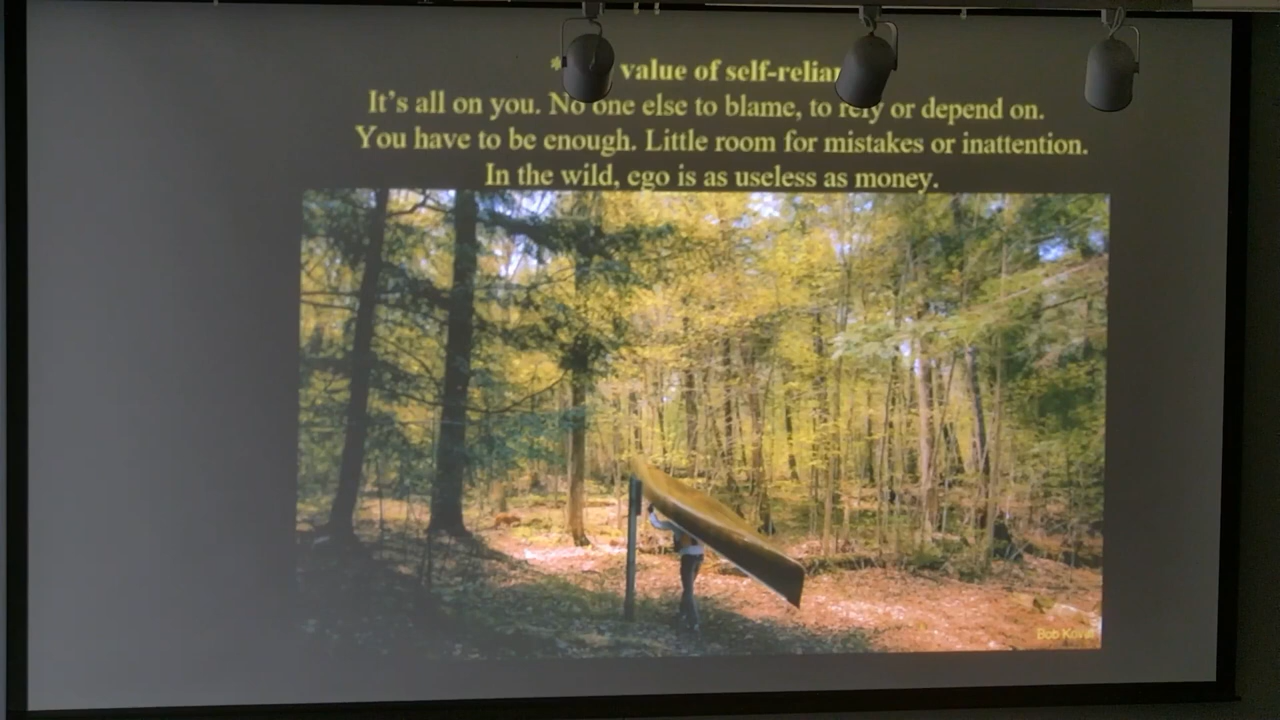 * value of self-relian
It's all on you. No one else to blame, to rely or depend on.
You have to be enough. Little room for mistakes or inattention.
In the wild, ego is as useless as money.
Bob